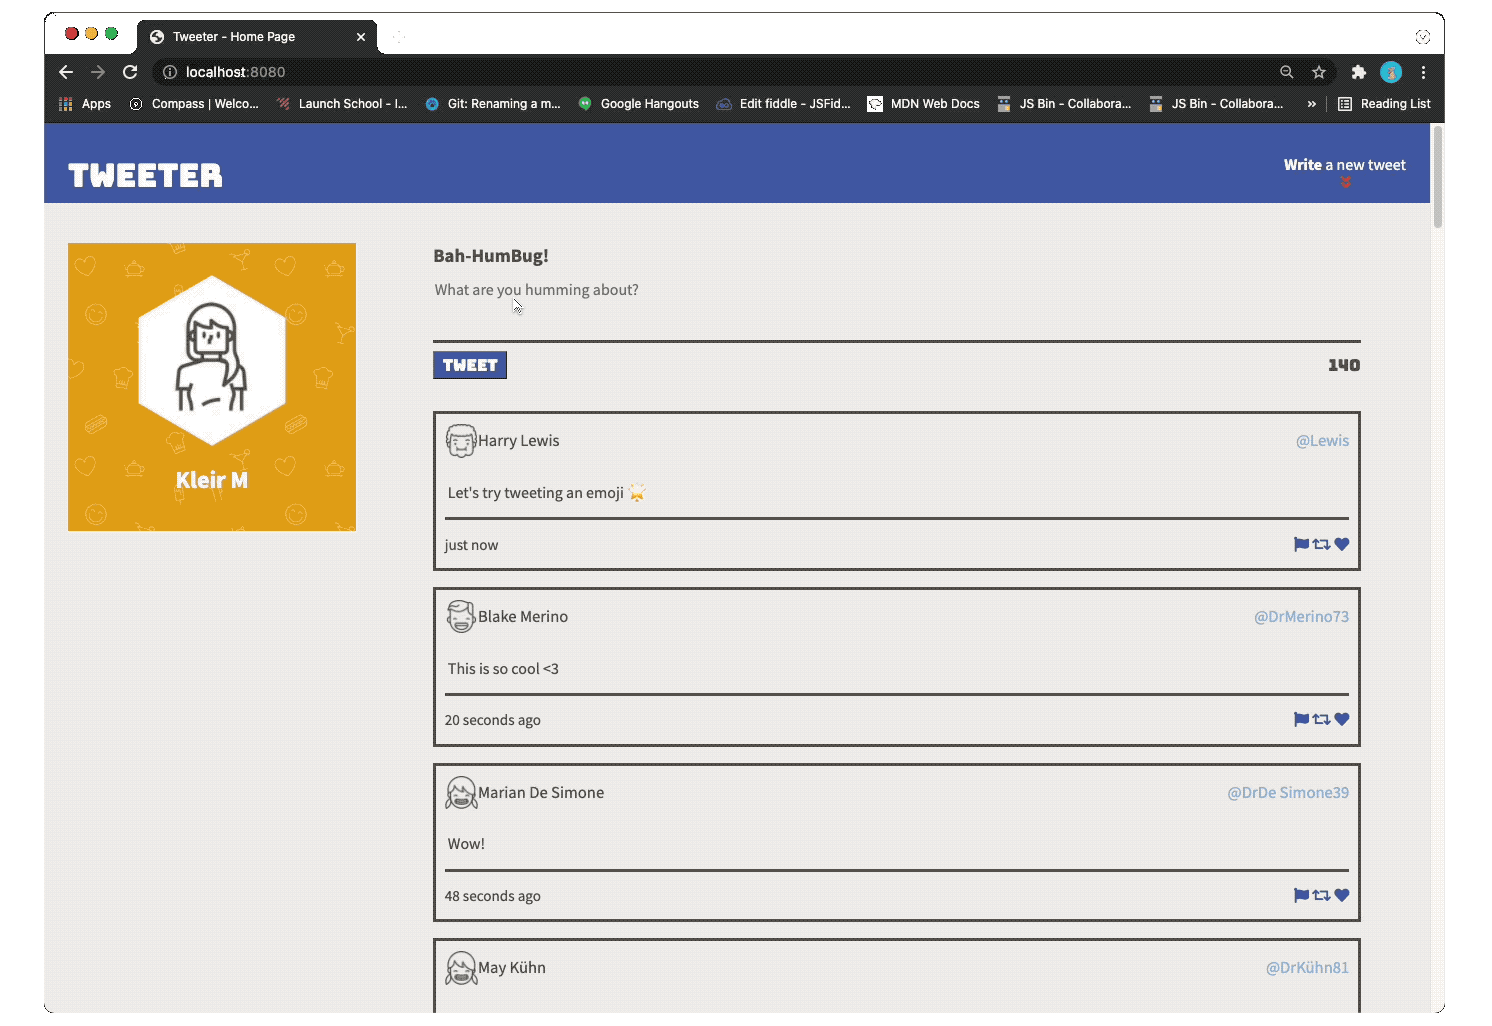 Tweeter - Home Page
localhost:8080
Apps Compass | Welco... Launch School - I... Git: Renaming a m... Google Hangouts Edit fiddle - JSFid... MDN Web Docs JS Bin - Collabora... JS Bin - Collabora... » Reading List
TWEETER
Write a new tweet
Kleir M
Bah-HumBug!
What are you humming about?
TWEET 140
Harry Lewis @Lewis
Let's try tweeting an emoji 🌟
just now
Blake Merino @DrMerino73
This is so cool <3
20 seconds ago
Marian De Simone @DrDe Simone39
Wow!
48 seconds ago
May Kühn @DrKühn81